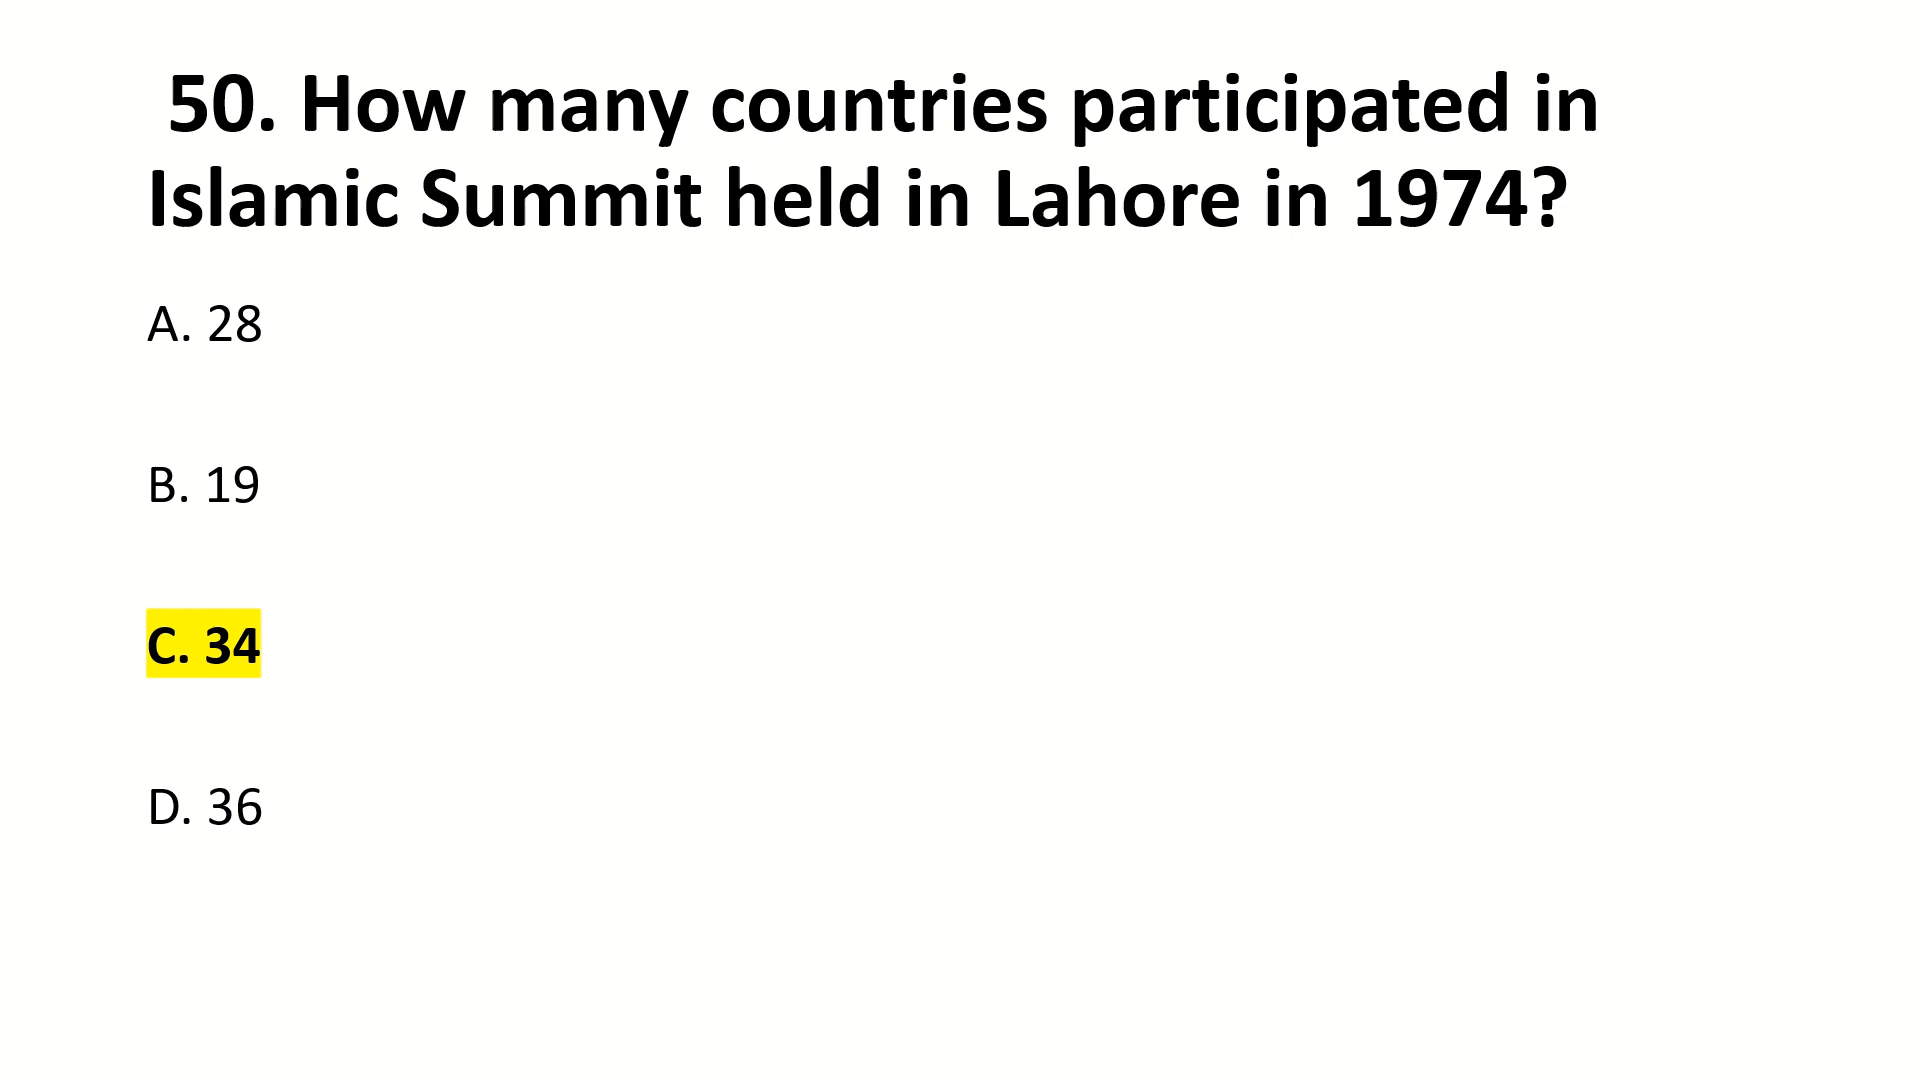 50. How many countries participated in
Islamic Summit held in Lahore in 1974?
A. 28
B. 19
C. 34
D. 36